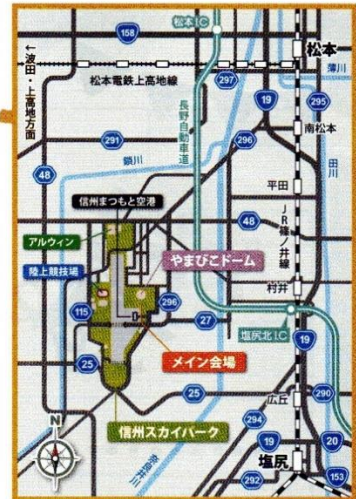 松本I.C
158
松本
←波田・上高地方面
松本電鉄上高地線
297
薄川
長野自動車道
19
295
南松本
291
鎖川
296
田川
48
平田
信州まつもと空港
48
JR篠ノ井線
アルウィン
陸上競技場
やまびこドーム
村井
115
296
27
塩尻北I.C
19
メイン会場
25
25
広丘
290
294
信州スカイパーク
19
20
奈良井川
塩尻
N
292
153